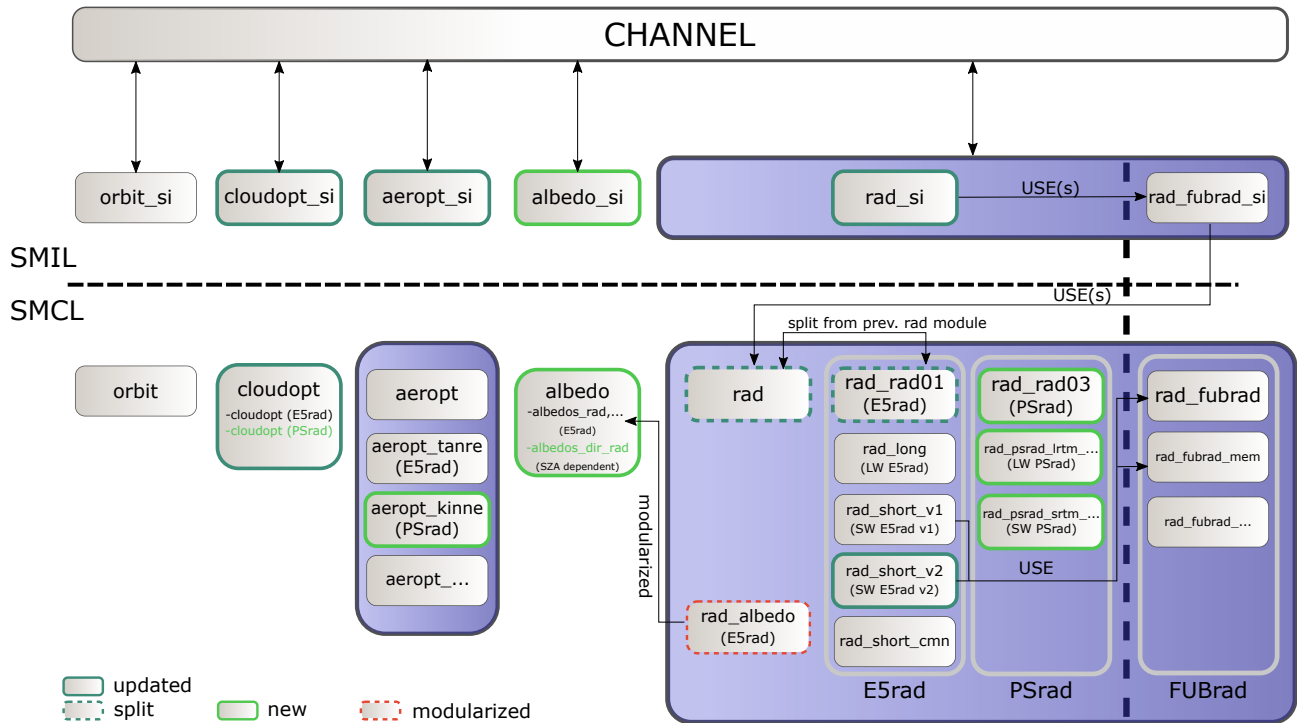 CHANNEL
orbit_si
cloudopt_si
aeropt_si
albedo_si
rad_si
USE(s)
rad_fubrad_si
SMIL
SMCL
USE(s)
split from prev. rad module
orbit
cloudopt
-cloudopt (E5rad)
-cloudopt (PSrad)
aeropt
aeropt_tanre
(E5rad)
aeropt_kinne
(PSrad)
aeropt_...
albedo
-albedos_rad,...
(E5rad)
-albedos_dir_rad
(SZA dependent)
modularized
rad
rad_albedo
(E5rad)
rad_rad01
(E5rad)
rad_long
(LW E5rad)
rad_short_v1
(SW E5rad v1)
rad_short_v2
(SW E5rad v2)
rad_short_cmn
E5rad
rad_rad03
(PSrad)
rad_psrad_lrtm_...
(LW PSrad)
rad_psrad_srtm_...
(SW PSrad)
USE
PSrad
rad_fubrad
rad_fubrad_mem
rad_fubrad_...
FUBrad
updated
split
new
modularized